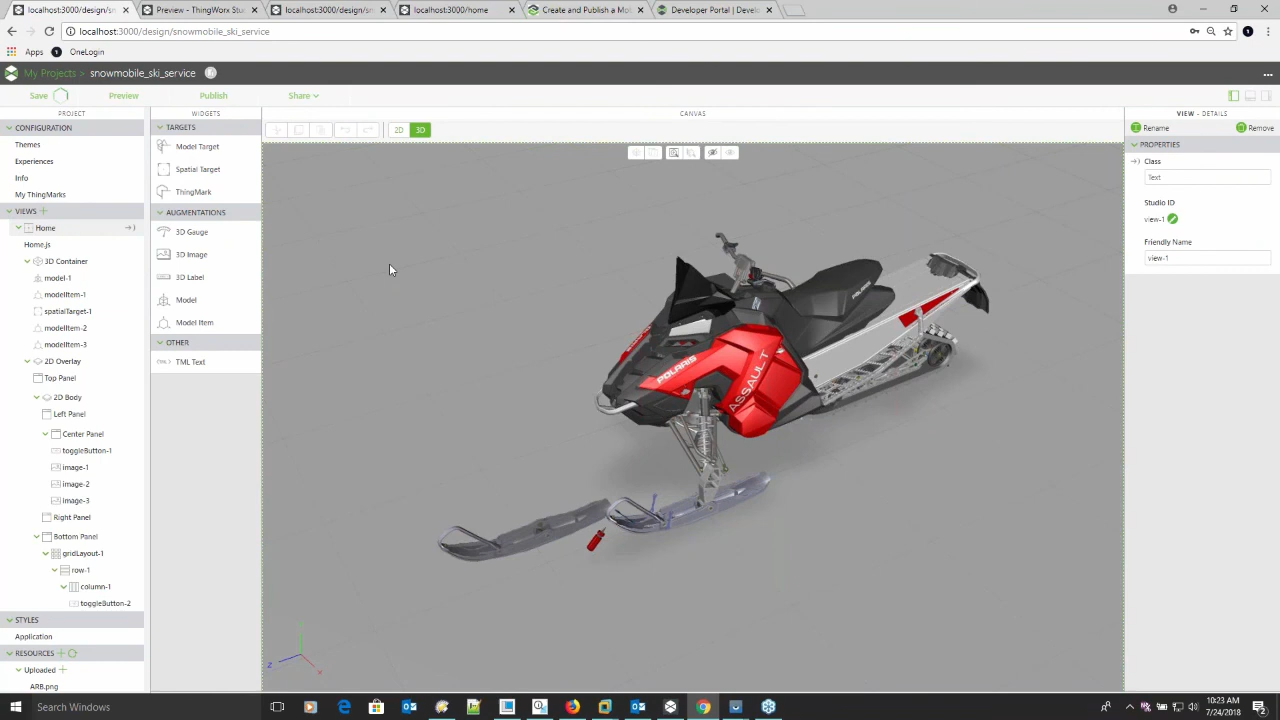 localhost:3000/design/sn
Preview - ThingWorx Stud
localhost:3000/design/sn
localhost:3000/home
Create and Publish a Mot
Developer Portal | Develo
localhost:3000/design/snowmobile_ski_service
Apps
OneLogin
My Projects > snowmobile_ski_service
Save
Preview
Publish
Share
PROJECT
WIDGETS
CANVAS
VIEW - DETAILS
CONFIGURATION
Themes
Experiences
Info
My ThingMarks
VIEWS
Home
Home.js
3D Container
model-1
modelItem-1
spatialTarget-1
modelItem-2
modelItem-3
2D Overlay
Top Panel
2D Body
Left Panel
Center Panel
toggleButton-1
image-1
image-2
image-3
Right Panel
Bottom Panel
gridLayout-1
row-1
column-1
toggleButton-2
STYLES
Application
RESOURCES
Uploaded
ARB.png
TARGETS
Model Target
Spatial Target
ThingMark
AUGMENTATIONS
3D Gauge
3D Image
3D Label
Model
Model Item
OTHER
TML Text
2D
3D
POLARIS
POLARIS
ASSAULT
Z
X
Rename
Remove
PROPERTIES
Class
Text
Studio ID
view-1
Friendly Name
view-1
Search Windows
10:23 AM
7/24/2018